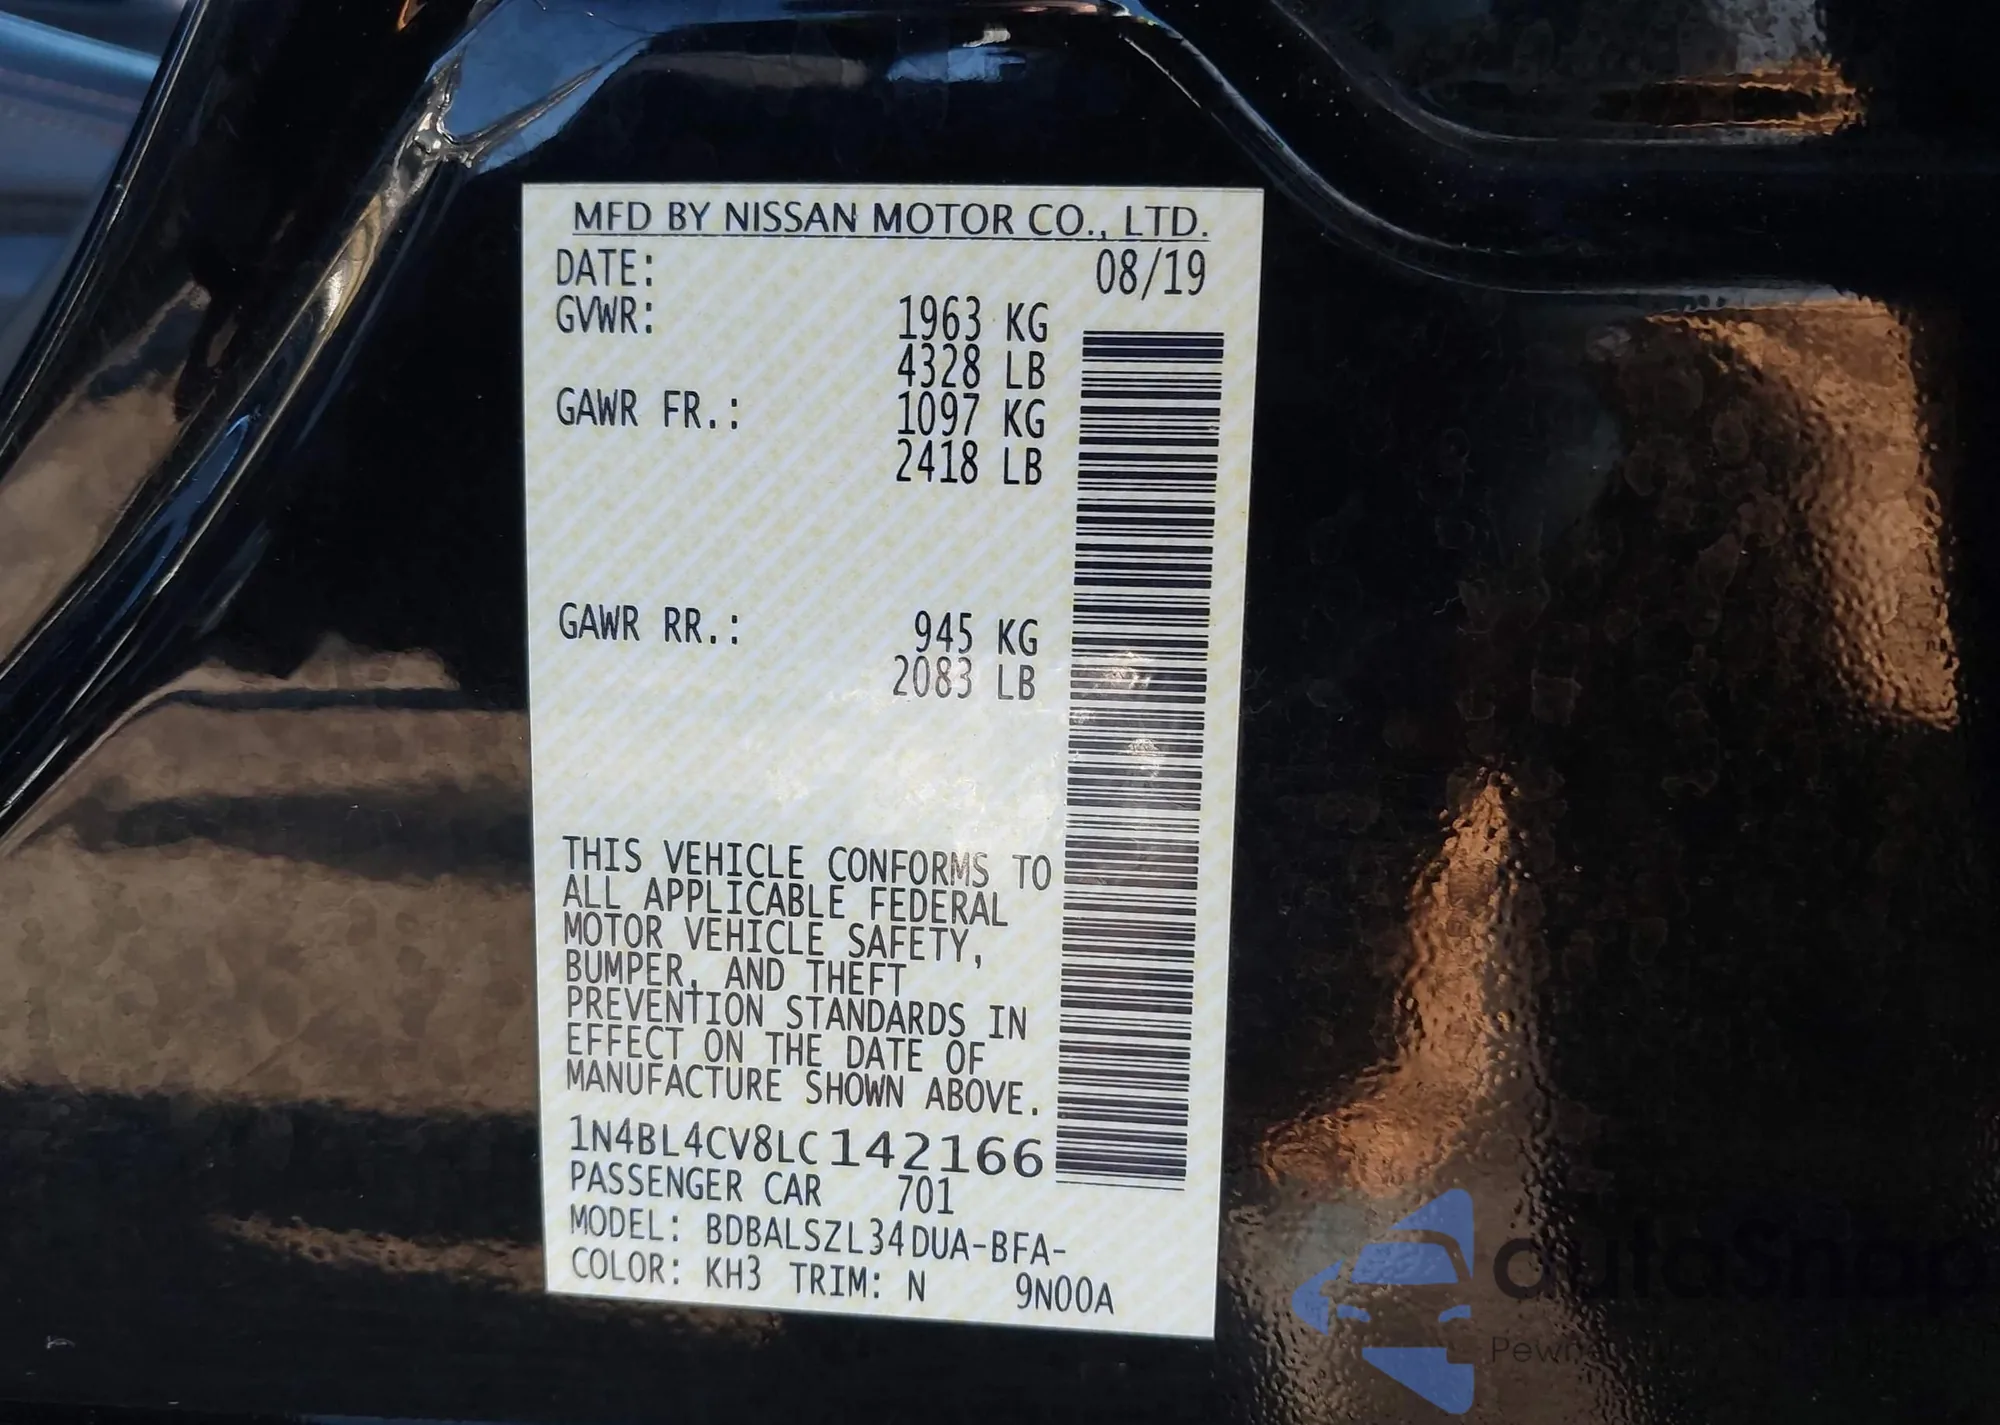 MFD BY NISSAN MOTOR CO., LTD.
DATE: 08/19
GVWR: 1963 KG
4328 LB
GAWR FR.: 1097 KG
2418 LB
GAWR RR.: 945 KG
2083 LB
THIS VEHICLE CONFORMS TO
ALL APPLICABLE FEDERAL
MOTOR VEHICLE SAFETY,
BUMPER, AND THEFT
PREVENTION STANDARDS IN
EFFECT ON THE DATE OF
MANUFACTURE SHOWN ABOVE.
1N4BL4CV8LC142166
PASSENGER CAR 701
MODEL: BDBALSZL34DUA-BFA-
COLOR: KH3 TRIM: N 9N00A
autoshop